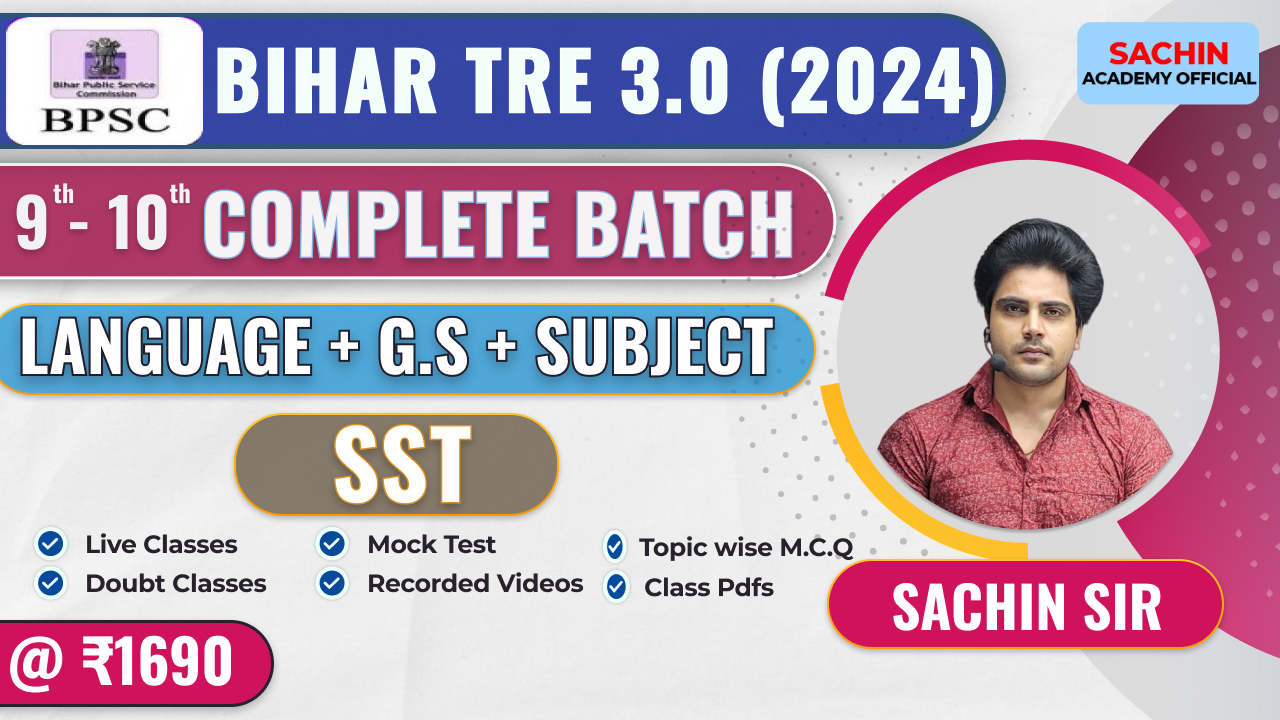 Bihar Public Service
Commission
BPSC
BIHAR TRE 3.0 (2024)
SACHIN
ACADEMY OFFICIAL
9th- 10th COMPLETE BATCH
LANGUAGE + G.S + SUBJECT
SST
Live Classes
Mock Test
Topic wise M.C.Q
Doubt Classes
Recorded Videos
Class Pdfs
SACHIN SIR
@ ₹1690